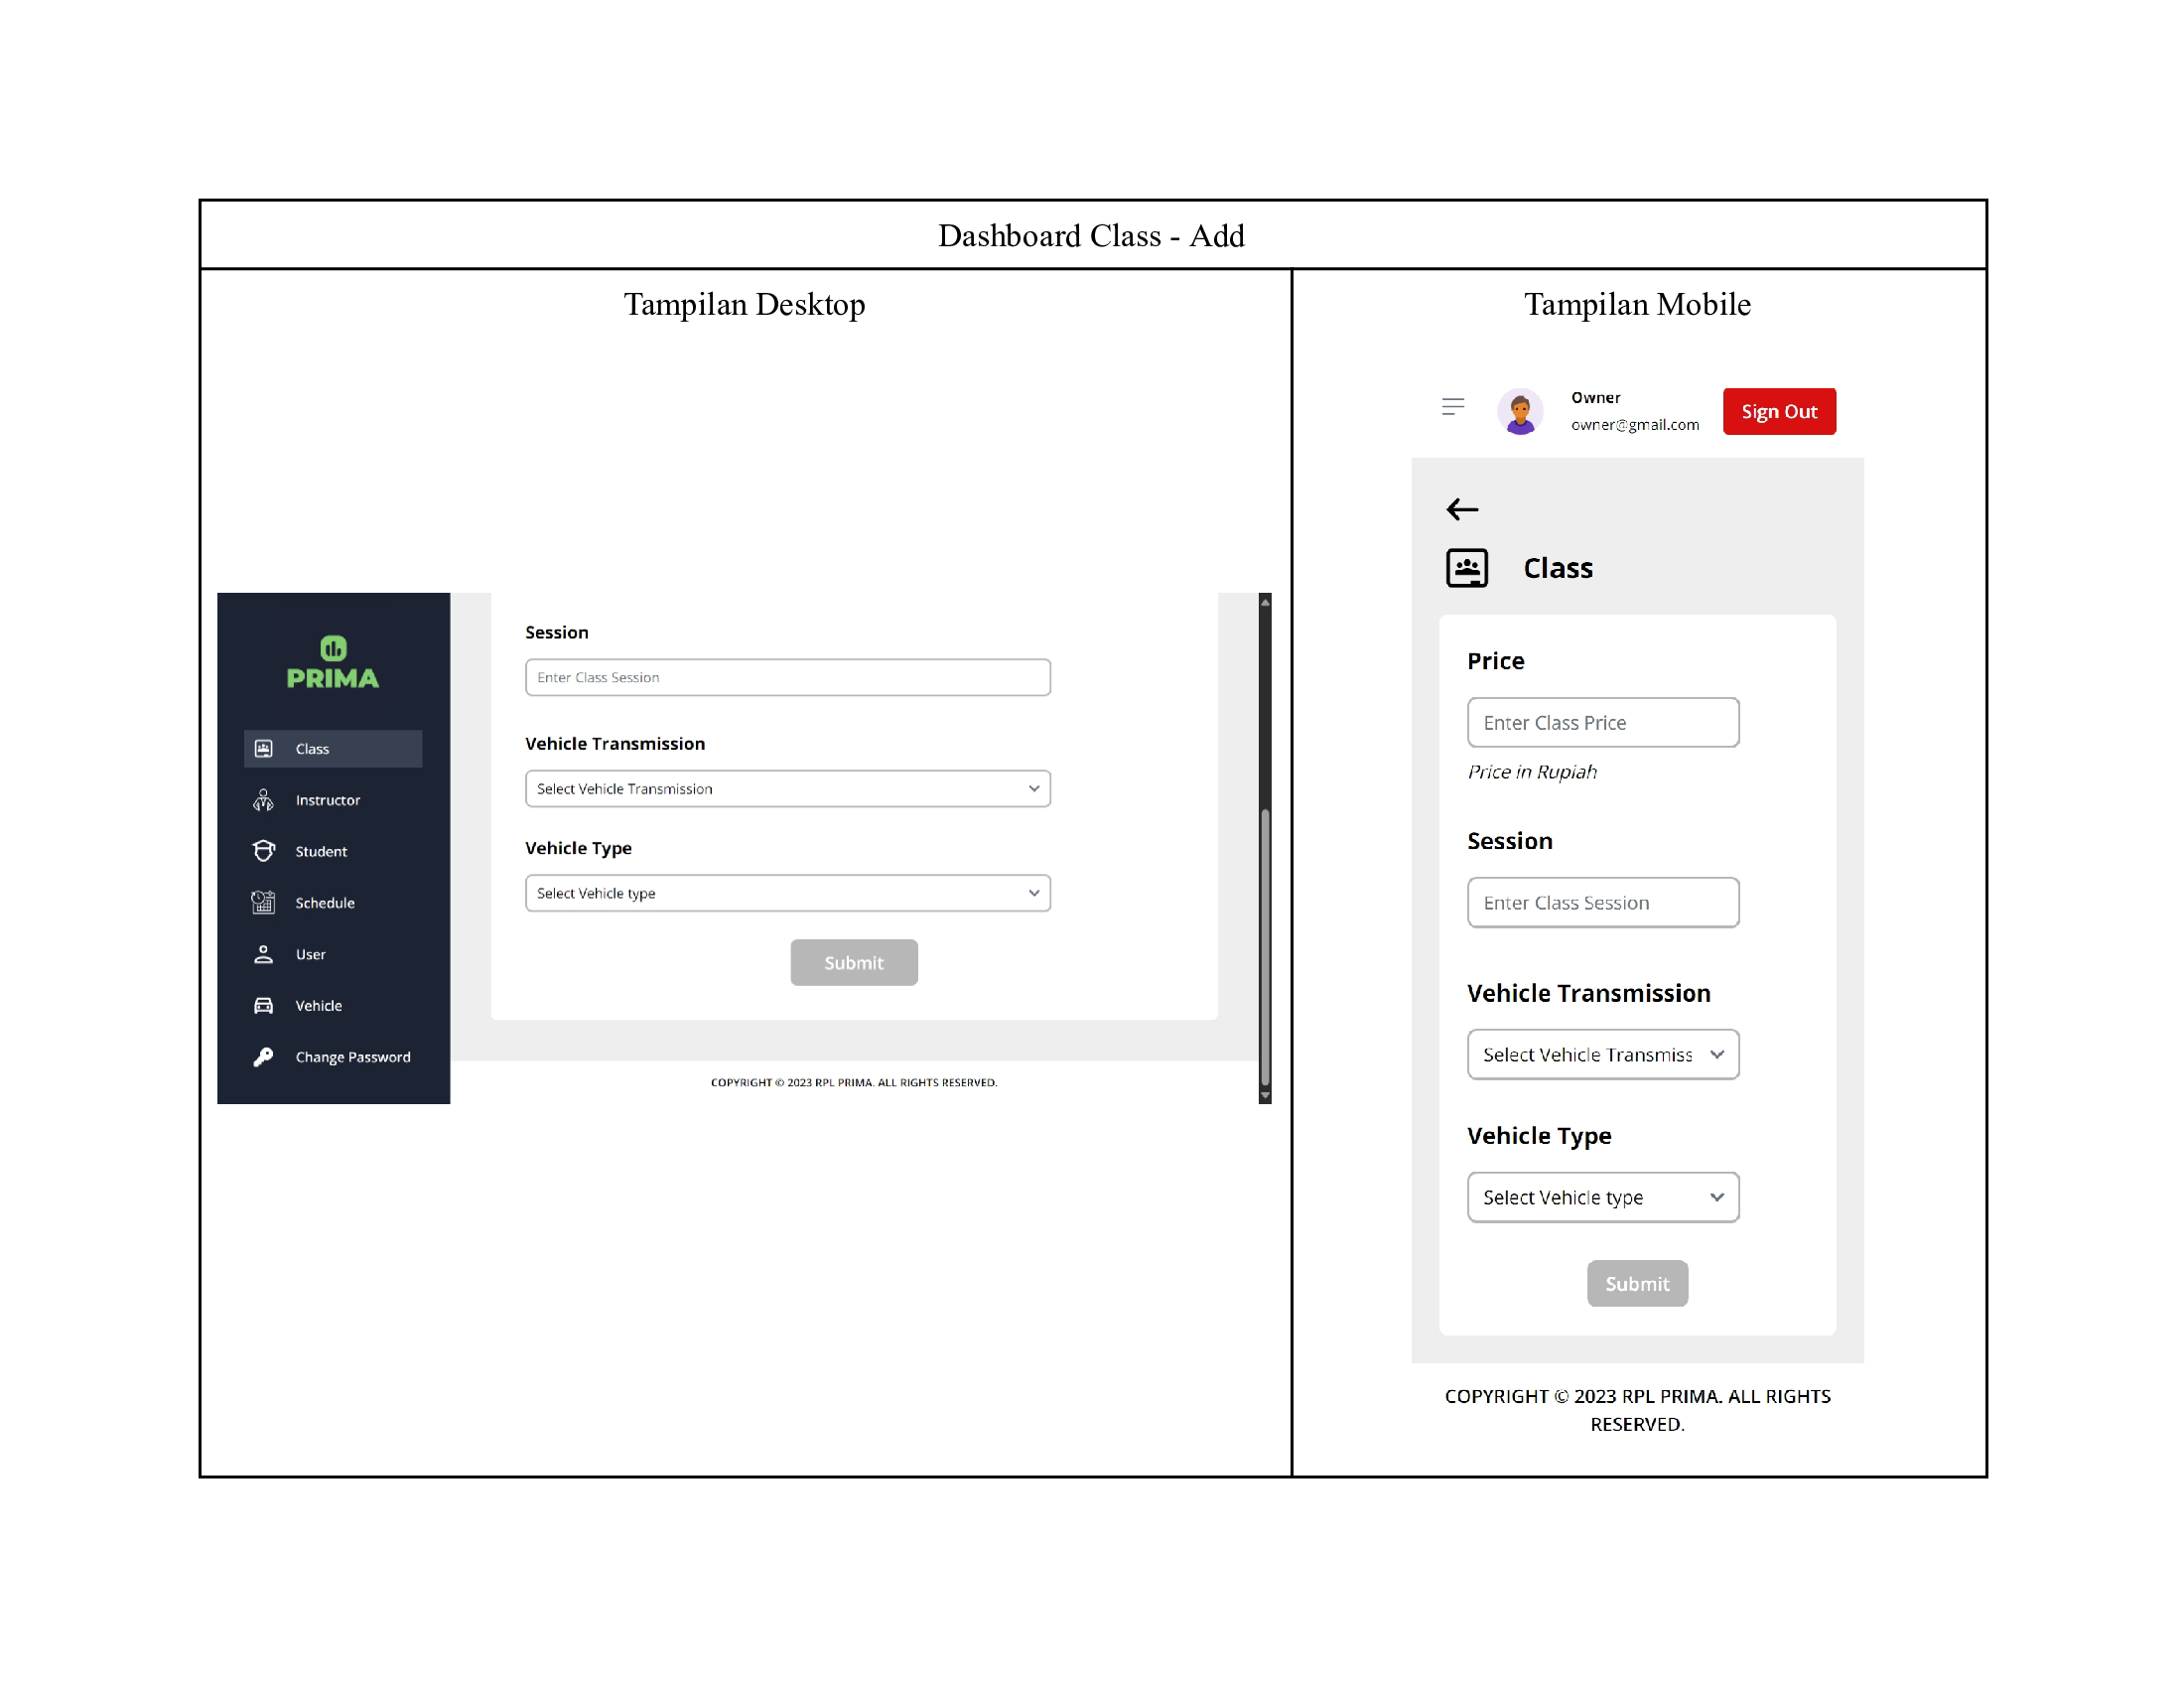 Dashboard Class - Add
Tampilan Desktop
PRIMA
Class
Instructor
Student
Schedule
User
Vehicle
Change Password
Session
Enter Class Session
Vehicle Transmission
Select Vehicle Transmission
Vehicle Type
Select Vehicle type
Submit
COPYRIGHT © 2023 RPL PRIMA. ALL RIGHTS RESERVED.
Tampilan Mobile
Owner
owner@gmail.com
Sign Out
Class
Price
Enter Class Price
Price in Rupiah
Session
Enter Class Session
Vehicle Transmission
Select Vehicle Transmiss
Vehicle Type
Select Vehicle type
Submit
COPYRIGHT © 2023 RPL PRIMA. ALL RIGHTS
RESERVED.